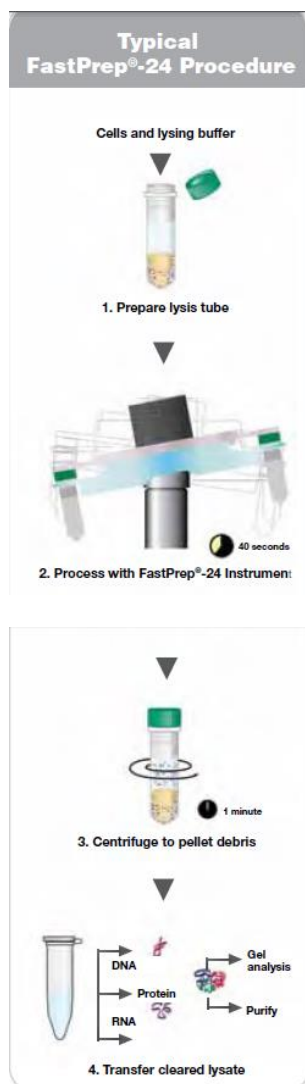 Typical
FastPrep®-24 Procedure
Cells and lysing buffer
1. Prepare lysis tube
40 seconds
2. Process with FastPrep®-24 Instrument
1 minute
3. Centrifuge to pellet debris
DNA
Protein
RNA
Gel
analysis
Purify
4. Transfer cleared lysate